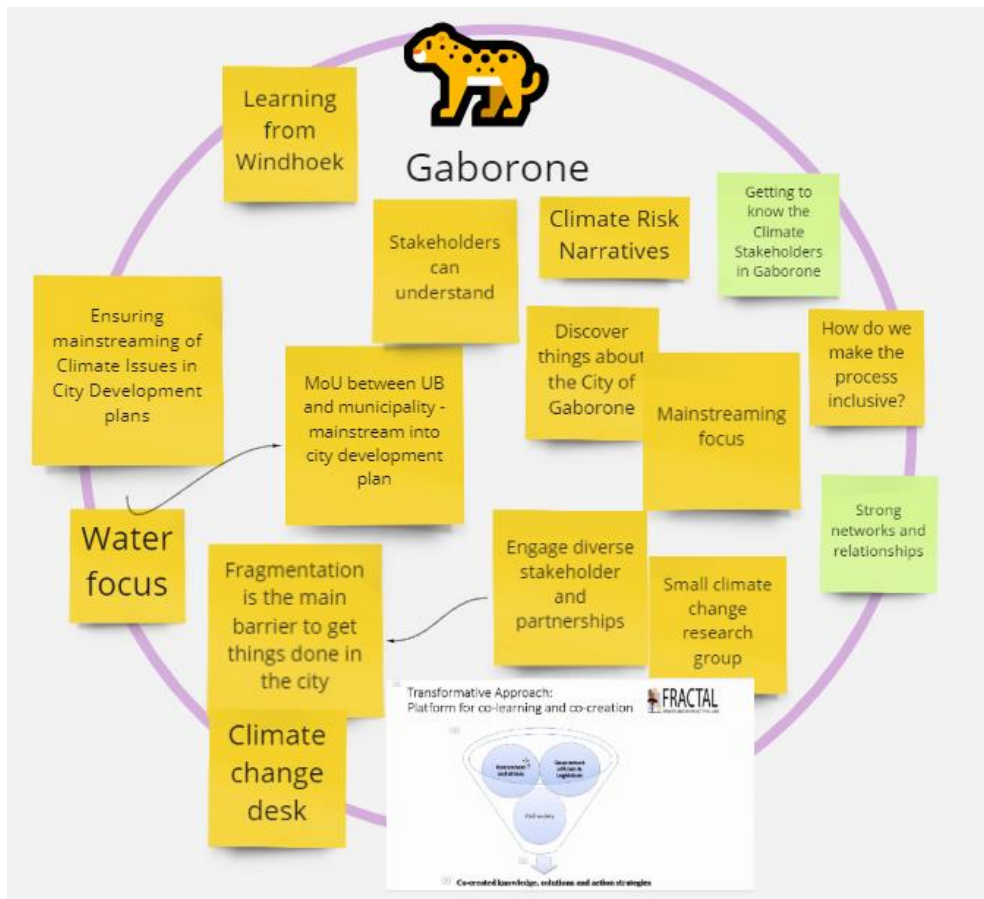 Learning
from
Windhoek
Gaborone
Stakeholders
can
understand
Climate Risk
Narratives
Getting to
know the
Climate
Stakeholders
in Gaborone
Ensuring
mainstreaming of
Climate Issues in
City Development
plans
MoU between UB
and municipality -
mainstream into
city development
plan
Discover
things about
the City of
Gaborone
Mainstreaming
focus
How do we
make the
process
inclusive?
Water
focus
Strong
networks and
relationships
Fragmentation
is the main
barrier to get
things done in
the city
Engage diverse
stakeholder
and
partnerships
Small climate
change
research
group
Climate
change
desk
Transformative Approach:
Platform for co-learning and co-creation
FRACTAL
Government
Civil society
Co-created knowledge, solutions and action strategies